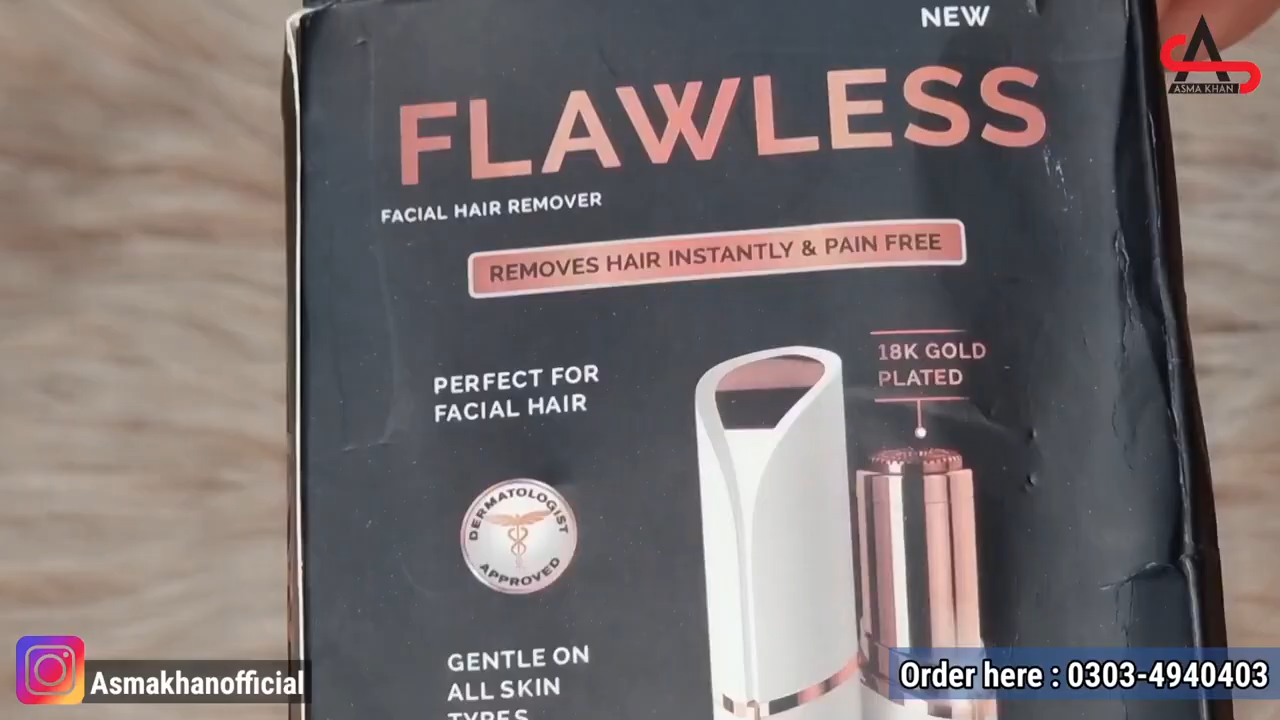 NEW
FLAWLESS
FACIAL HAIR REMOVER
REMOVES HAIR INSTANTLY & PAIN FREE
18K GOLD
PLATED
PERFECT FOR
FACIAL HAIR
DERMATOLOGIST
APPROVED
GENTLE ON
ALL SKIN
TYPES
ASMA KHAN
Asmakhanofficial
Order here : 0303-4940403